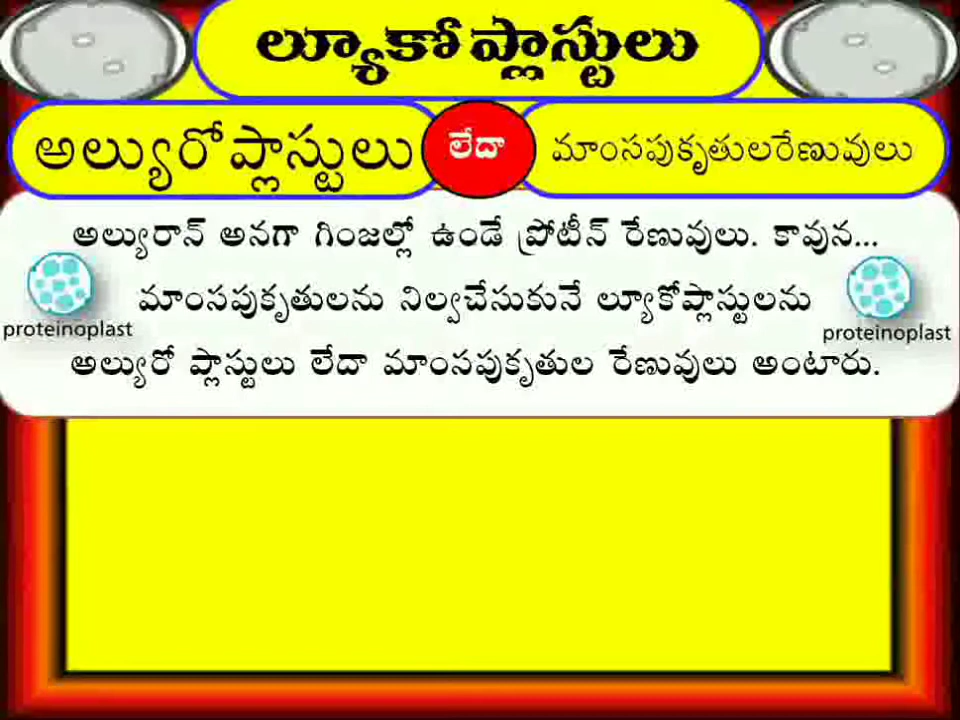 ల్యూకోప్లాస్టులు
అల్యురోప్లాస్టులు లేదా మాంసపుకృతులరేణువులు
అల్యురాన్ అనగా గింజల్లో ఉండే ప్రోటీన్ రేణువులు. కావున...
మాంసపుకృతులను నిల్వచేసుకునే ల్యూకోప్లాస్టులను
proteinoplast proteinoplast
అల్యురో ప్లాస్టులు లేదా మాంసపుకృతుల రేణువులు అంటారు.